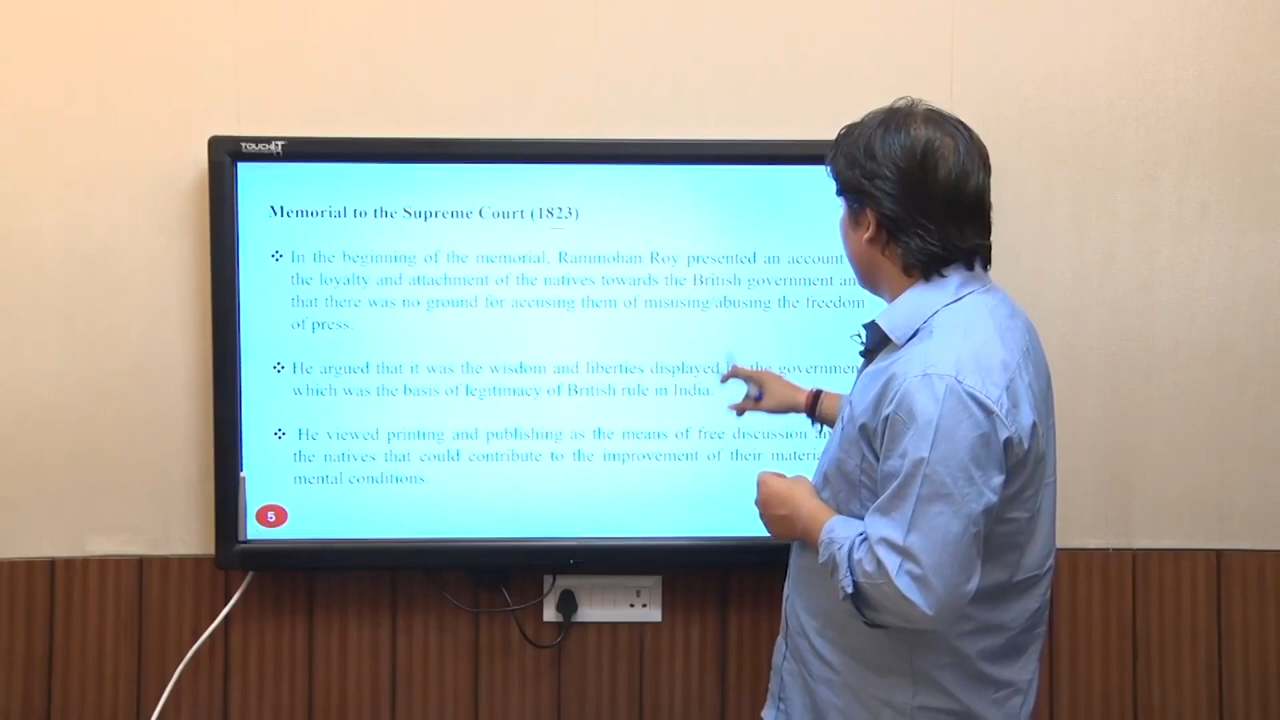 TOUCHIT
Memorial to the Supreme Court (1823)
❖ In the beginning of the memorial, Rammohan Roy presented an account
the loyalty and attachment of the natives towards the British government an
that there was no ground for accusing them of misusing/abusing the freedom
of press.
❖ He argued that it was the wisdom and liberties displayed the governmen
which was the basis of legitimacy of British rule in India.
❖ He viewed printing and publishing as the means of free discussion
the natives that could contribute to the improvement of their materia
mental conditions.
5